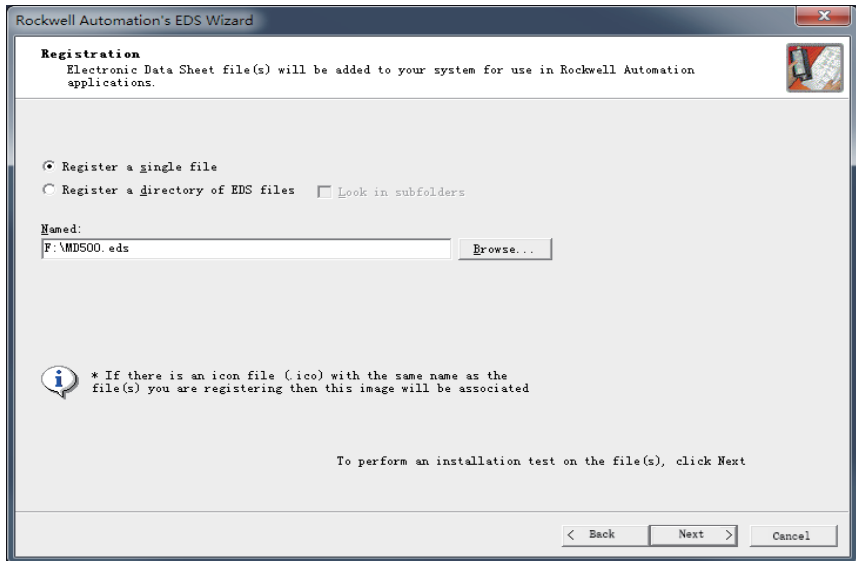 Rockwell Automation's EDS Wizard
Registration
Electronic Data Sheet file(s) will be added to your system for use in Rockwell Automation
applications.
Register a single file
Register a directory of EDS files
Look in subfolders
Named:
F:\MD500.eds
Browse...
* If there is an icon file (.ico) with the same name as the
file(s) you are registering then this image will be associated
To perform an installation test on the file(s), click Next
< Back
Next >
Cancel